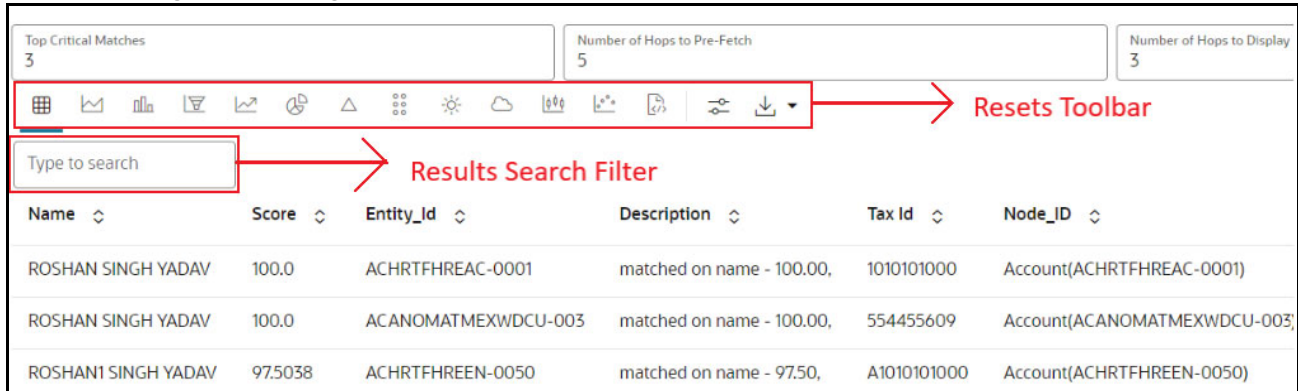 Top Critical Matches Number of Hops to Pre-Fetch Number of Hops to Display
3 5 3
Resets Toolbar
Type to search
Results Search Filter
Name Score Entity_Id Description Tax Id Node_ID
ROSHAN SINGH YADAV 100.0 ACHRTFHREAC-0001 matched on name - 100.00, 1010101000 Account(ACHRTFHREAC-0001)
ROSHAN SINGH YADAV 100.0 ACANOMATMEXWDCU-003 matched on name - 100.00, 554455609 Account(ACANOMATMEXWDCU-003)
ROSHAN1 SINGH YADAV 97.5038 ACHRTFHREEN-0050 matched on name - 97.50, A1010101000 Account(ACHRTFHREEN-0050)